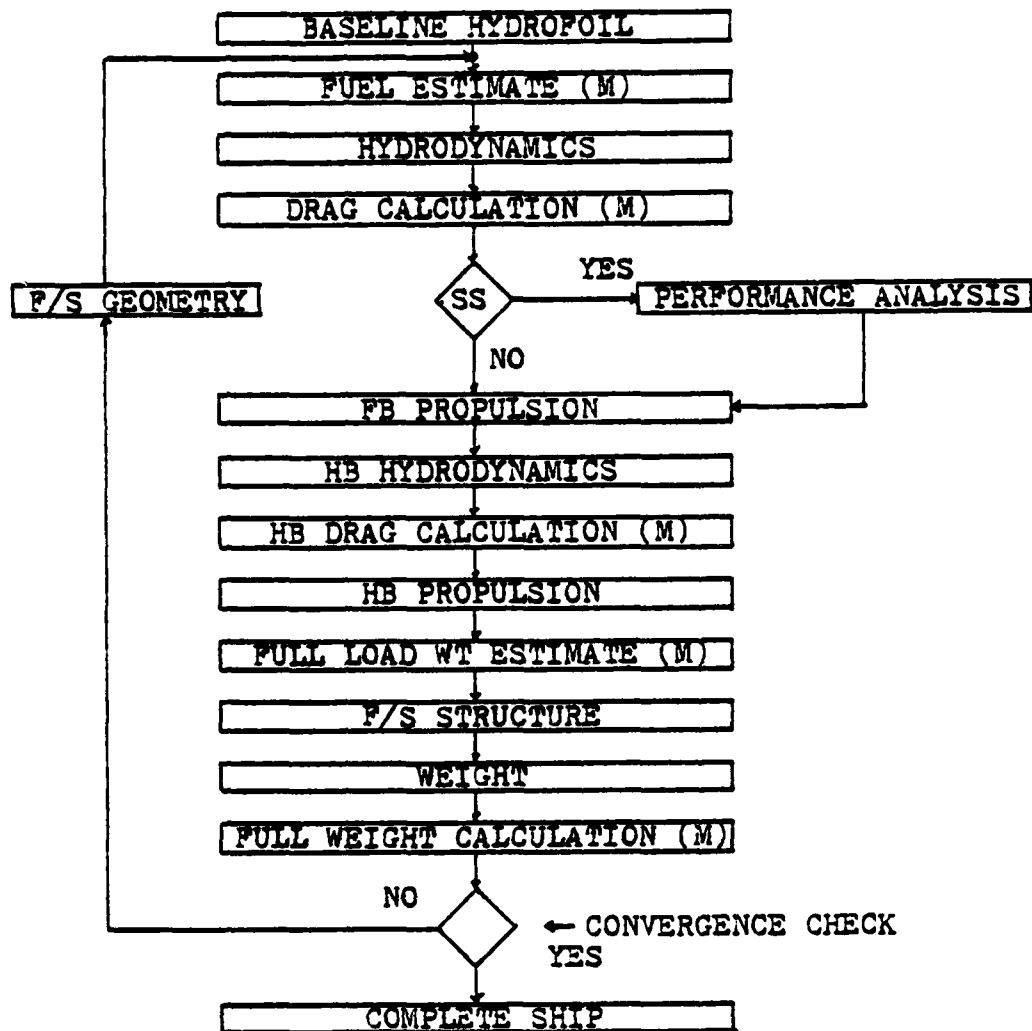 BASELINE HYDROFOIL
FUEL ESTIMATE (M)
HYDRODYNAMICS
DRAG CALCULATION (M)
YES
F/S GEOMETRY
SS
PERFORMANCE ANALYSIS
NO
FB PROPULSION
HB HYDRODYNAMICS
HB DRAG CALCULATION (M)
HB PROPULSION
FULL LOAD WT ESTIMATE (M)
F/S STRUCTURE
WEIGHT
FULL WEIGHT CALCULATION (M)
NO
← CONVERGENCE CHECK
YES
COMPLETE SHIP